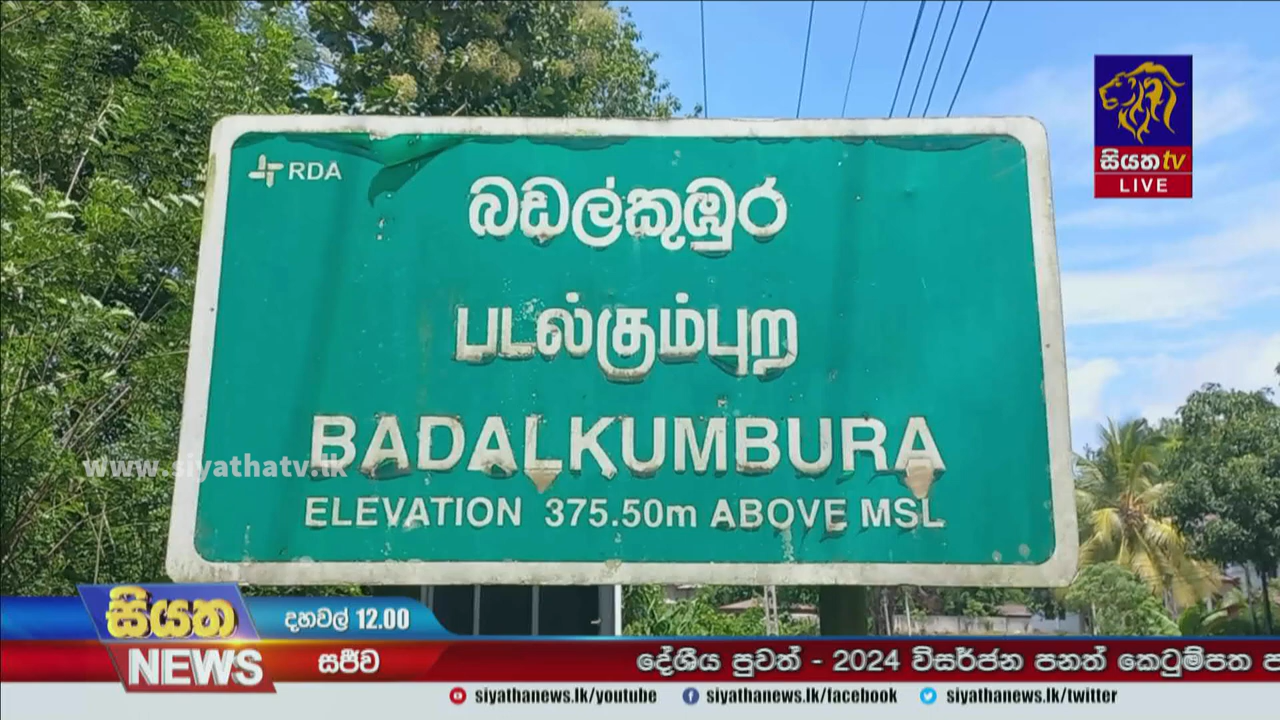 RDA
බඩල්කුඹුර
படல்கும்புற
BADALKUMBURA
ELEVATION 375.50m ABOVE MSL
සියත tv
LIVE
www.siyathatv.lk
සියත
NEWS
දහවල් 12.00
සජීව
දේශීය පුවත් - 2024 විසර්ජන පනත් කෙටුම්පත
siyathanews.lk/youtube siyathanews.lk/facebook siyathanews.lk/twitter